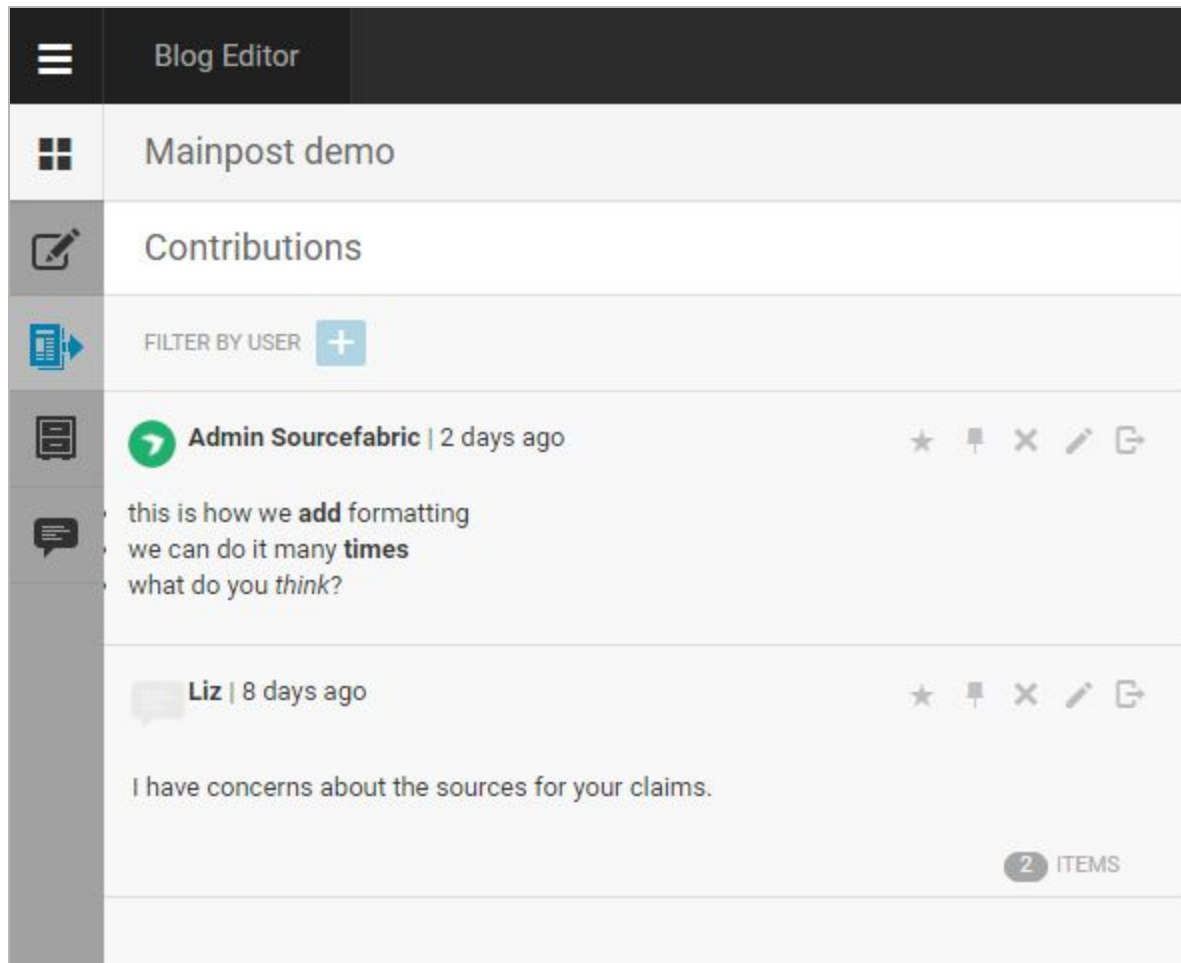 Blog Editor
Mainpost demo
Contributions
FILTER BY USER
Admin Sourcefabric | 2 days ago
this is how we add formatting
we can do it many times
what do you think?
Liz | 8 days ago
I have concerns about the sources for your claims.
2 ITEMS